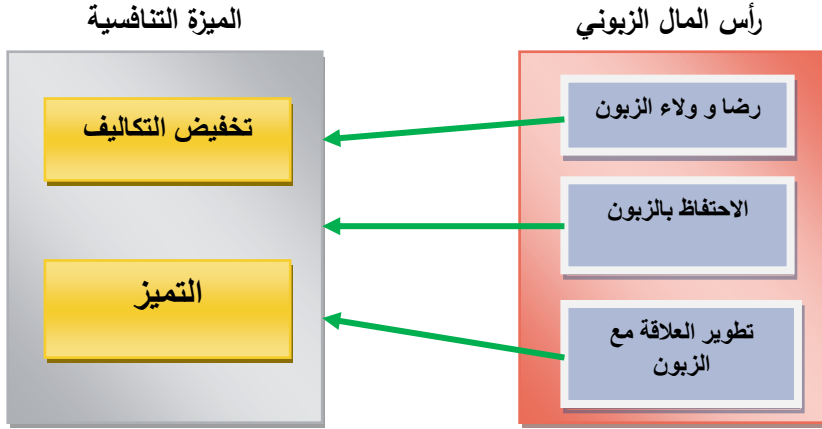 رأس المال الزبوني
الميزة التنافسية
رضا و ولاء الزبون
الاحتفاظ بالزبون
تطوير العلاقة مع
الزبون
تخفيض التكاليف
التميز